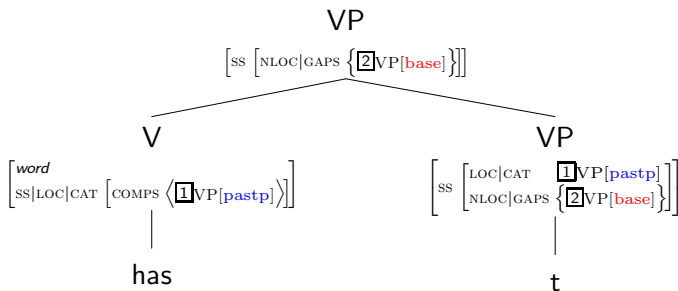 VP
[SS [NLOC|GAPS {[2]VP[base]}]]
V VP
[word
SS|LOC|CAT [COMPS ⟨[1]VP[pastp]⟩]]
[SS [LOC|CAT [1]VP[pastp]
NLOC|GAPS {[2]VP[base]}]]
has
t